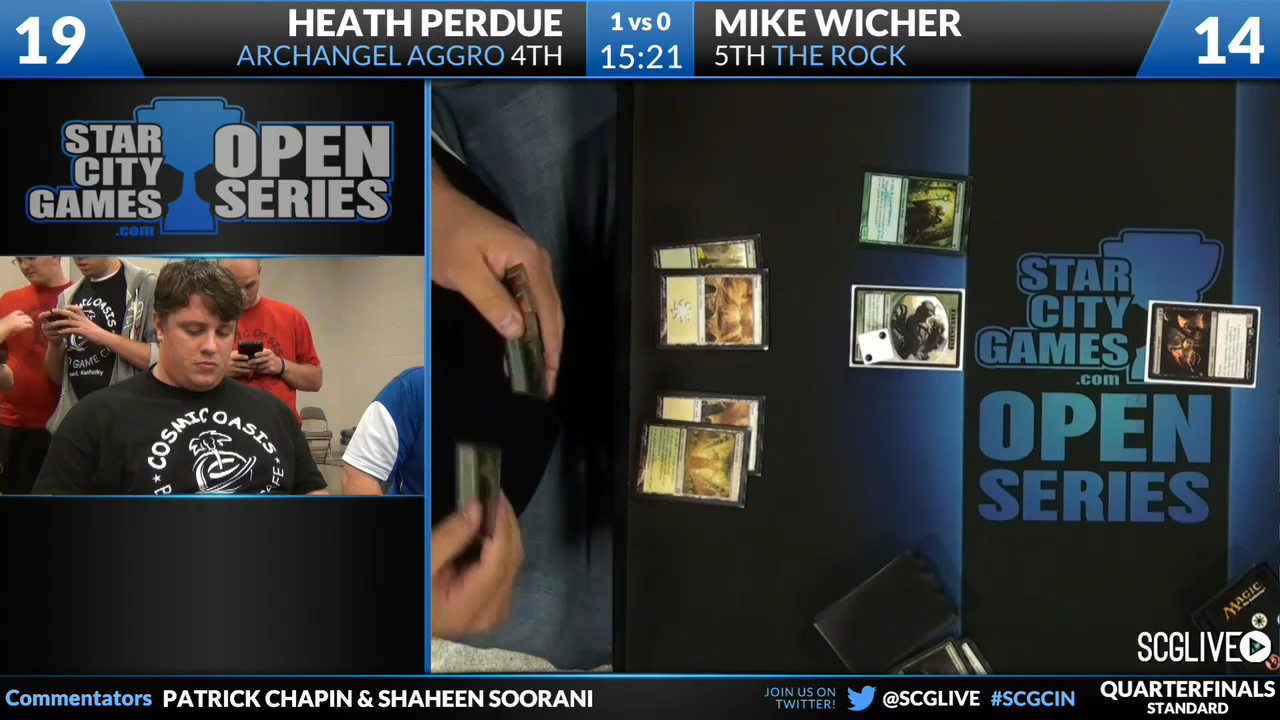 19
HEATH PERDUE
ARCHANGEL AGGRO 4TH
1 vs 0
15:21
MIKE WICHER
5TH THE ROCK
14
STAR
CITY
GAMES
.com
OPEN
SERIES
COSMIC OASIS
STAR
CITY
GAMES
.com
OPEN
SERIES
MAGIC
SCGLIVE
Commentators PATRICK CHAPIN & SHAHEEN SOORANI
JOIN US ON
TWITTER!
@SCGLIVE #SCGCIN
QUARTERFINALS
STANDARD